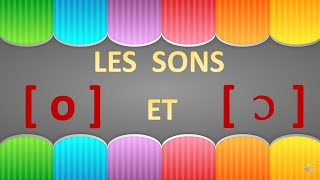 LES SONS
[ o ] ET [ ɔ ]